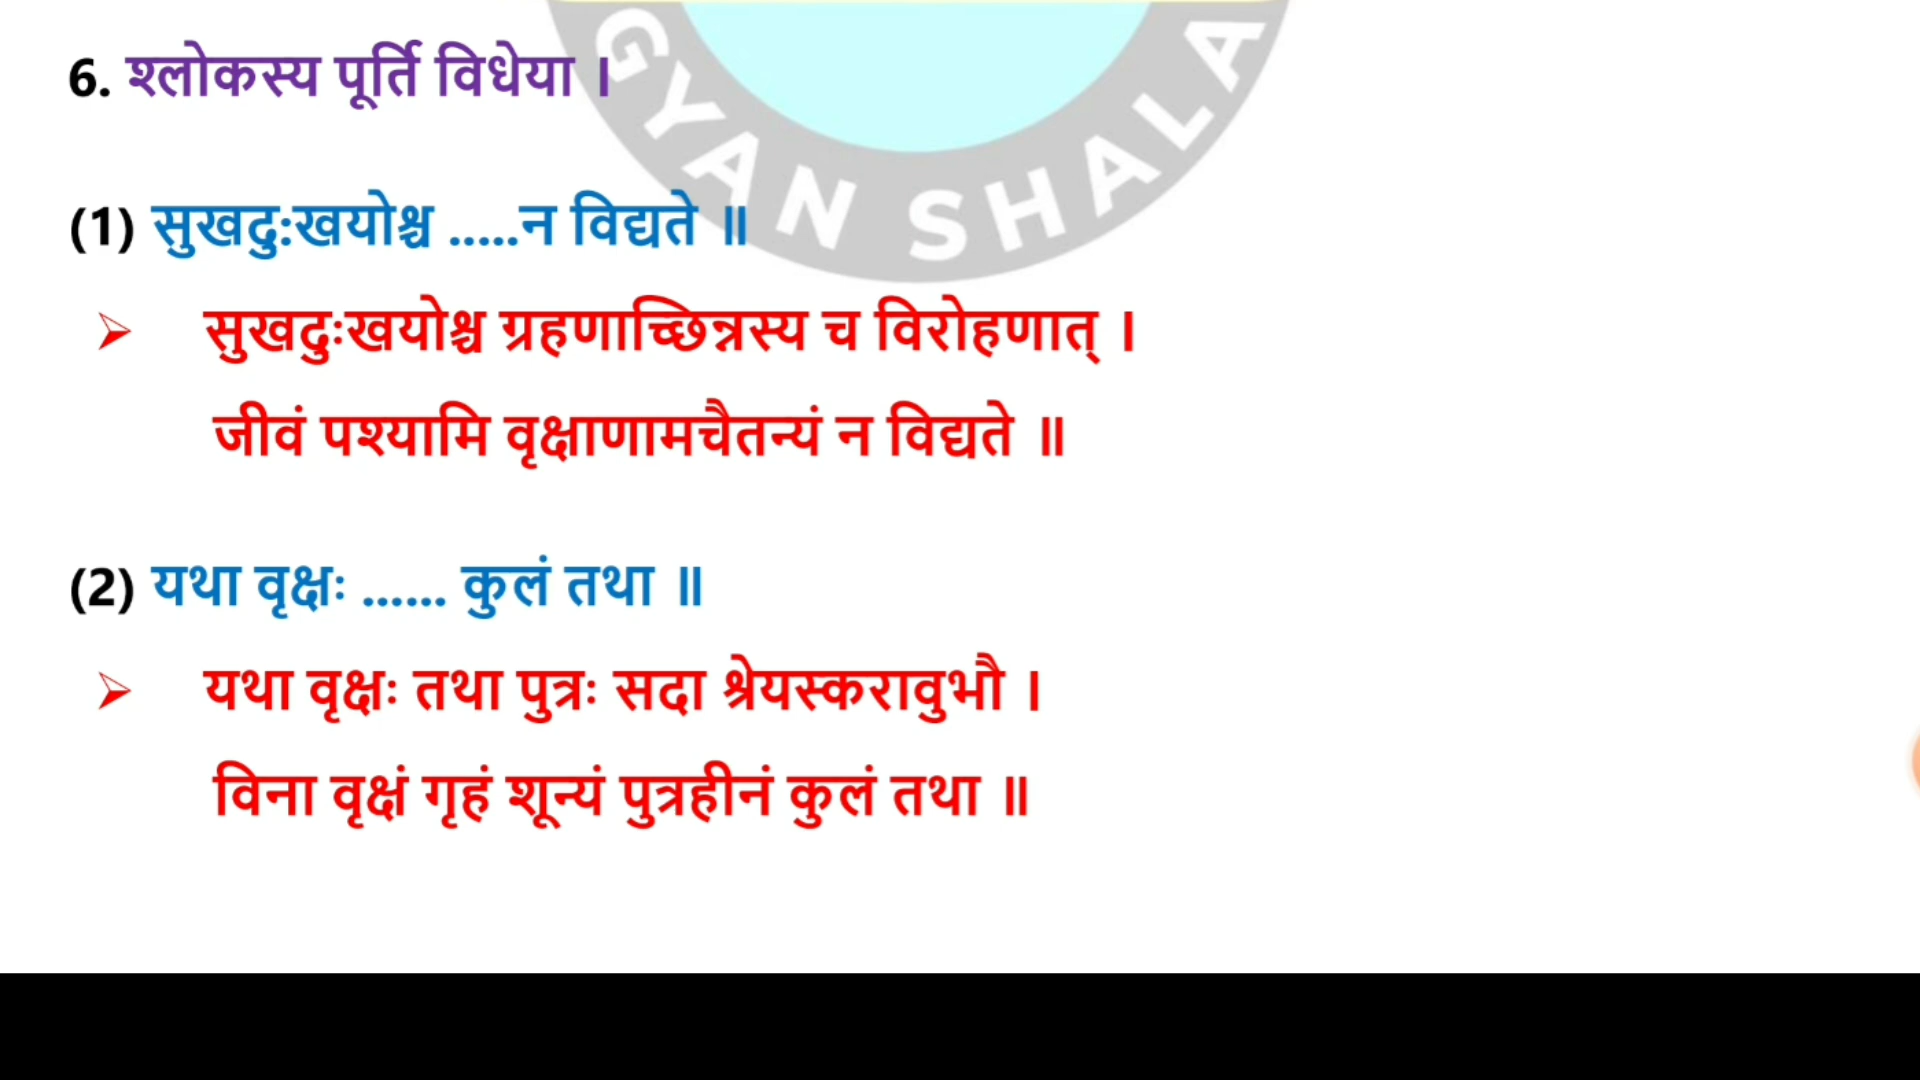 6. श्लोकस्य पूर्ति विधेया ।
GYAN SHALA
(1) सुखदु:खयोश्च .....न विद्यते ॥
➢ सुखदुःखयोश्च ग्रहणाच्छिन्नस्य च विरोहणात् ।
जीवं पश्यामि वृक्षाणामचैतन्यं न विद्यते ॥
(2) यथा वृक्षः ...... कुलं तथा ॥
➢ यथा वृक्षः तथा पुत्रः सदा श्रेयस्करावुभौ ।
विना वृक्षं गृहं शून्यं पुत्रहीनं कुलं तथा ॥